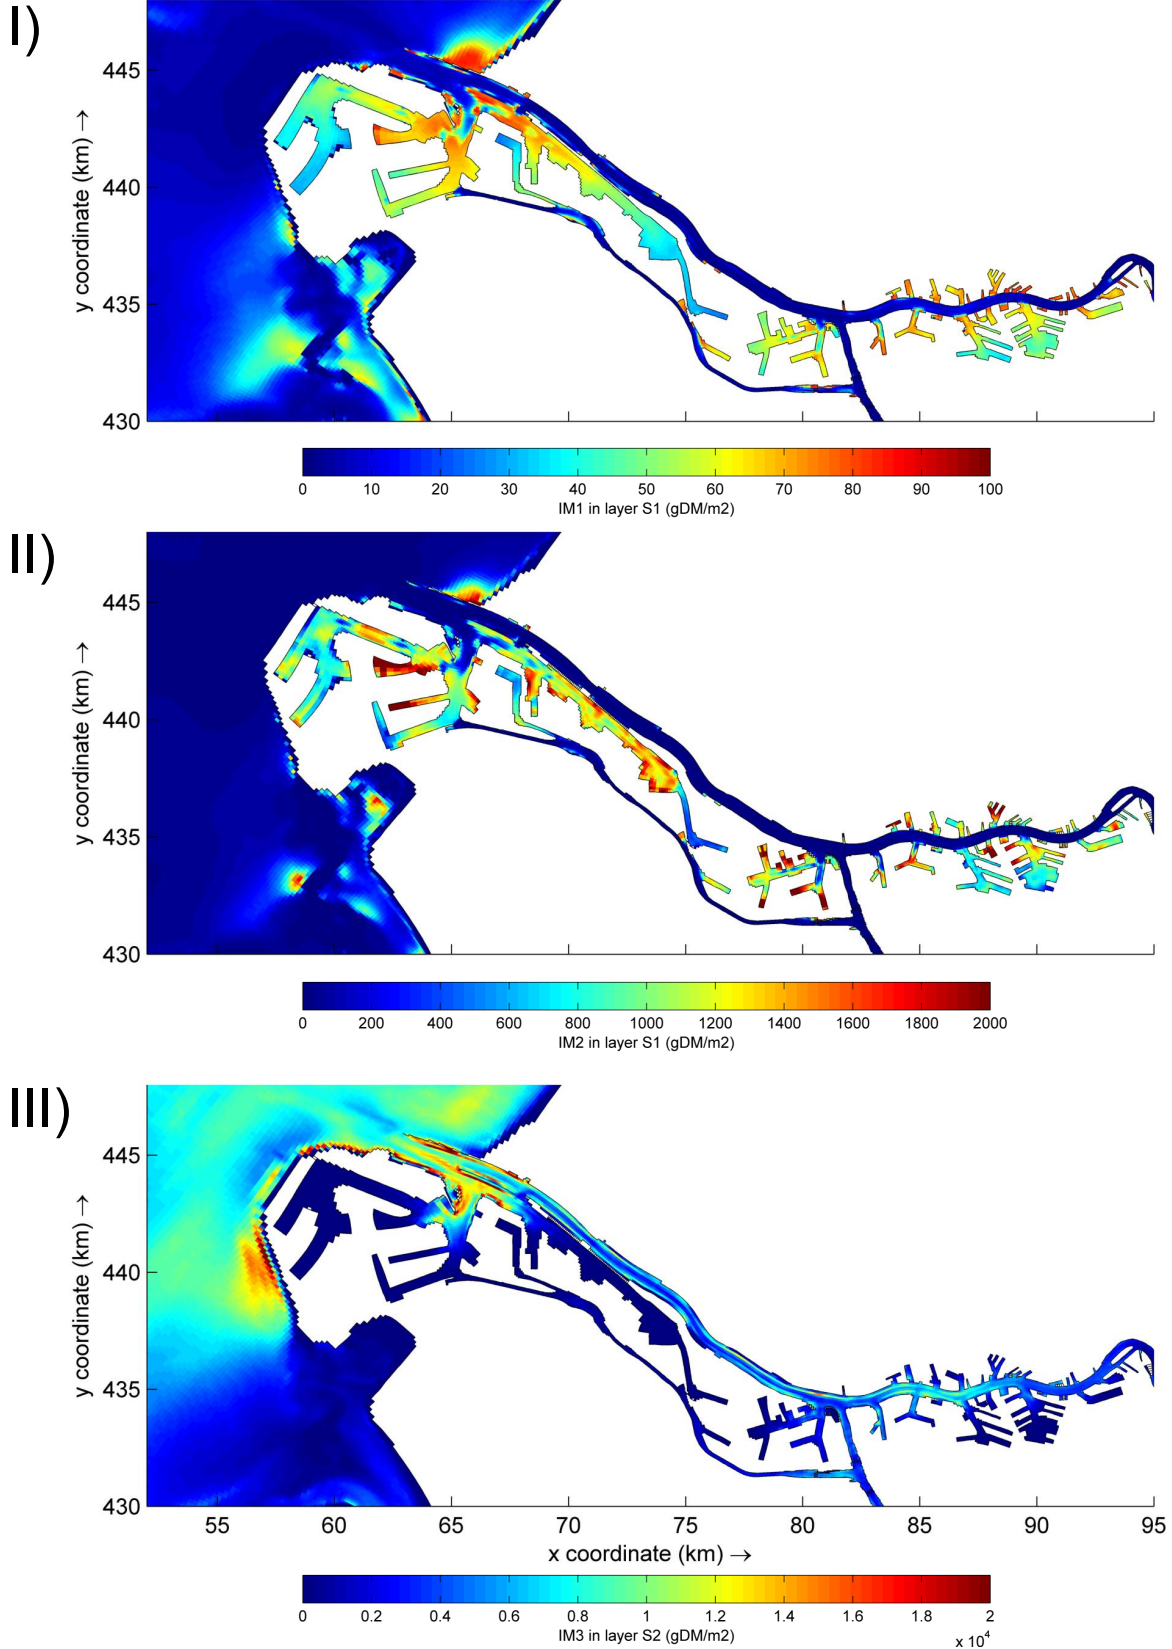 I)
445
440
435
430
y coordinate (km) →
0 10 20 30 40 50 60 70 80 90 100
IM1 in layer S1 (gDM/m2)
II)
445
440
435
430
y coordinate (km) →
0 200 400 600 800 1000 1200 1400 1600 1800 2000
IM2 in layer S1 (gDM/m2)
III)
445
440
435
430
y coordinate (km) →
55 60 65 70 75 80 85 90 95
x coordinate (km) →
0 0.2 0.4 0.6 0.8 1 1.2 1.4 1.6 1.8 2
IM3 in layer S2 (gDM/m2)
x 10⁴